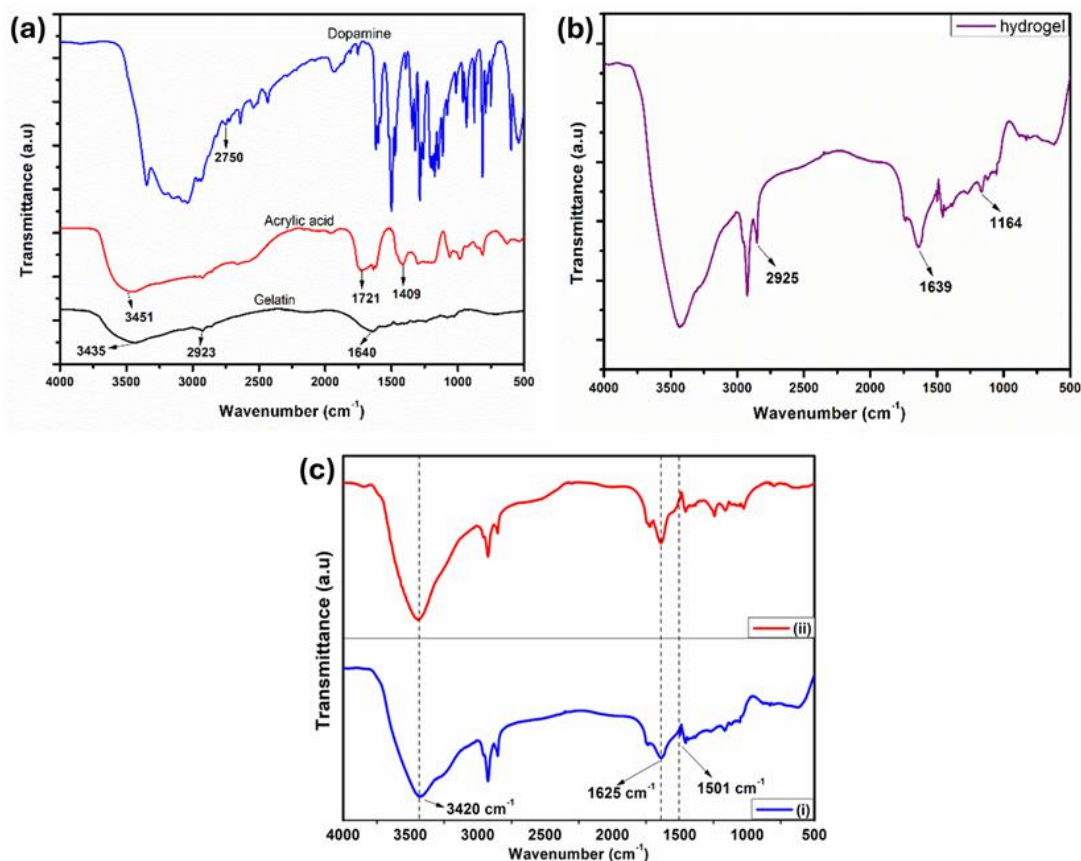 (a)
Dopamine
2750
Acrylic acid
3451
1721
1409
Gelatin
3435
2923
1640
Transmittance (a.u)
4000 3500 3000 2500 2000 1500 1000 500
Wavenumber (cm⁻¹)
(b)
hydrogel
2925
1639
1164
Transmittance (a.u)
4000 3500 3000 2500 2000 1500 1000 500
Wavenumber (cm⁻¹)
(c)
(ii)
3420 cm⁻¹
1625 cm⁻¹
1501 cm⁻¹
(i)
Transmittance (a.u)
4000 3500 3000 2500 2000 1500 1000 500
Wavenumber (cm⁻¹)